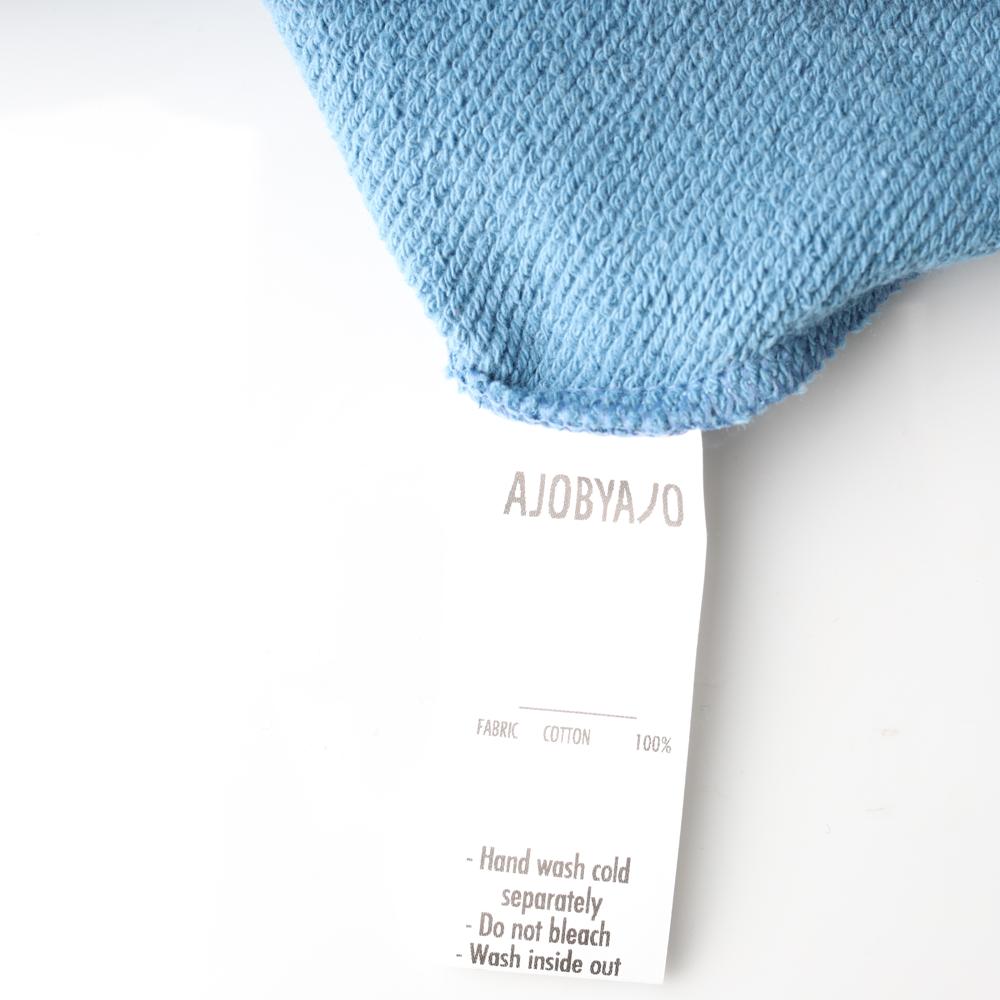 AJOBYAJO
FABRIC COTTON 100%
- Hand wash cold
separately
- Do not bleach
- Wash inside out